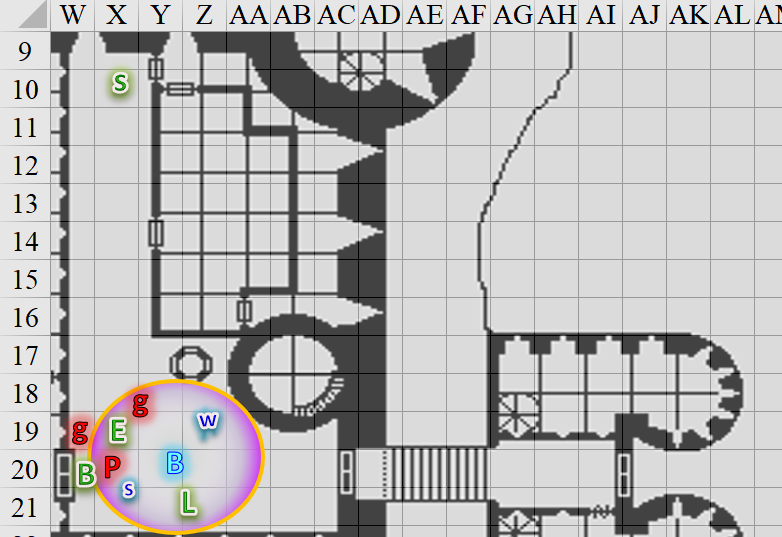 W X Y Z AA AB AC AD AE AF AG AH AI AJ AK AL AM
9
10 S
11
12
13
14
15
16
17
18 g w
19 g E
20 B P B
21 s L